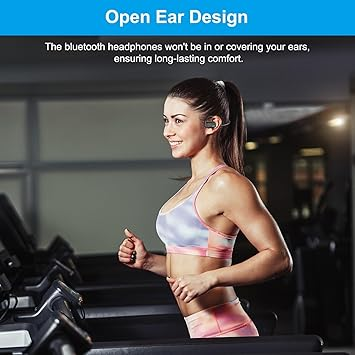 Open Ear Design
The bluetooth headphones won't be in or covering your ears,
ensuring long-lasting comfort.